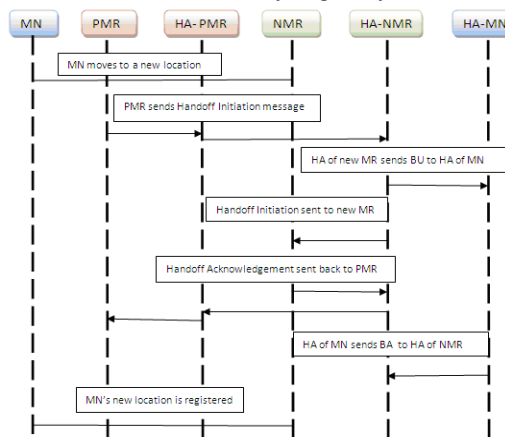 MN
PMR
HA- PMR
NMR
HA-NMR
HA-MN
MN moves to a new location
PMR sends Handoff Initiation message
HA of new MR sends BU to HA of MN
Handoff Initiation sent to new MR
Handoff Acknowledgement sent back to PMR
HA of MN sends BA to HA of NMR
MN's new location is registered